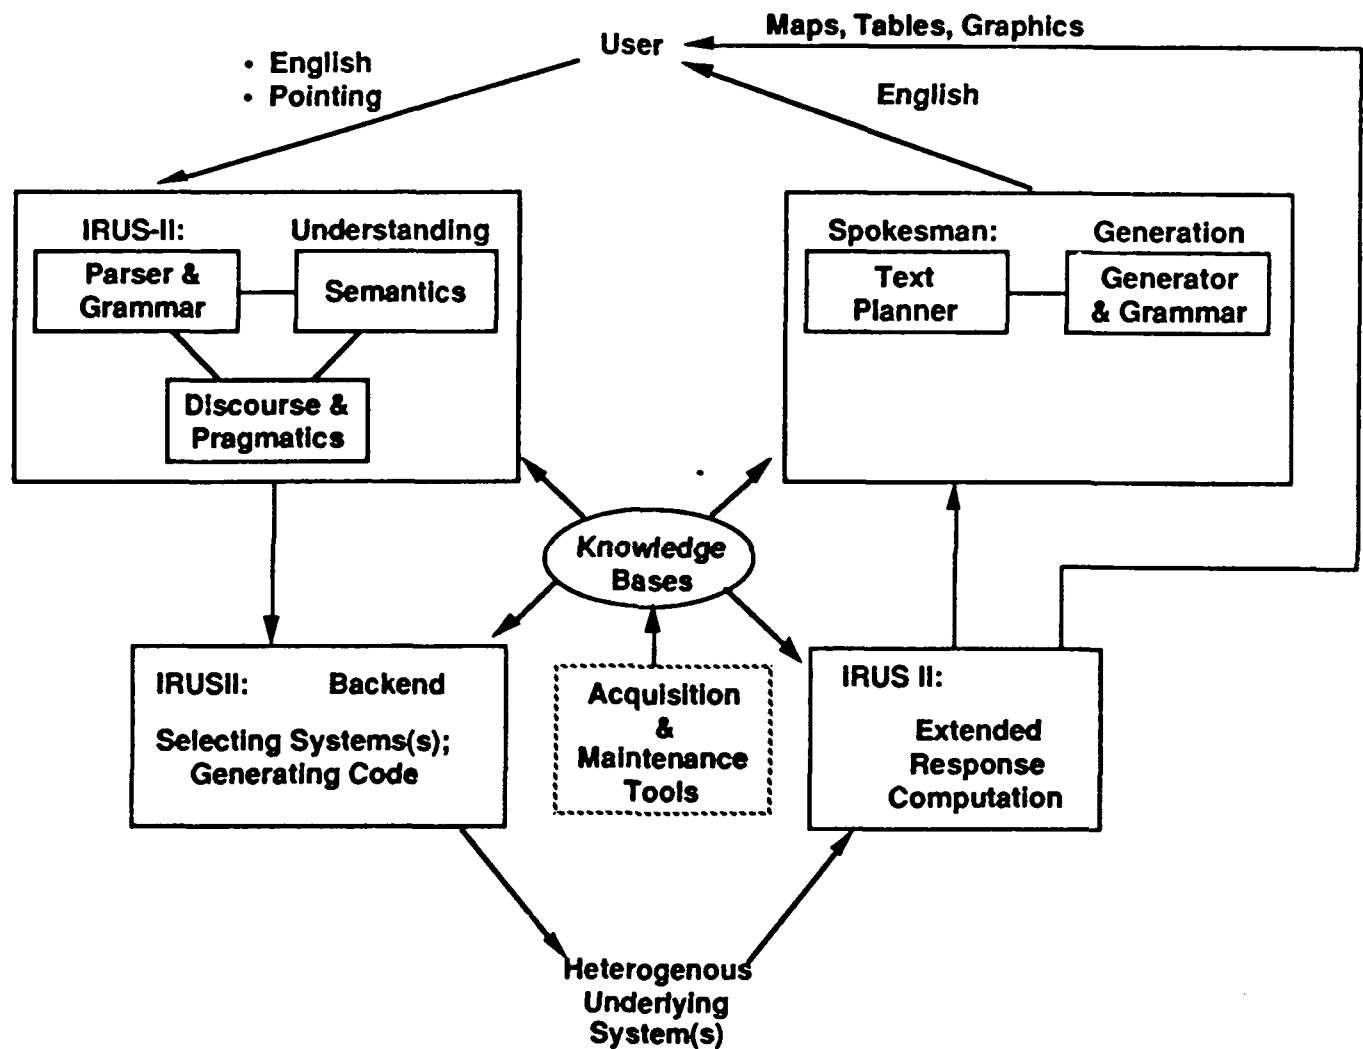 Maps, Tables, Graphics
User
• English
• Pointing
English
IRUS-II: Understanding
Parser &
Grammar
Semantics
Discourse &
Pragmatics
Spokesman: Generation
Text
Planner
Generator
& Grammar
Knowledge
Bases
IRUSII: Backend
Selecting Systems(s);
Generating Code
Acquisition
&
Maintenance
Tools
IRUS II:
Extended
Response
Computation
Heterogenous
Underlying
System(s)